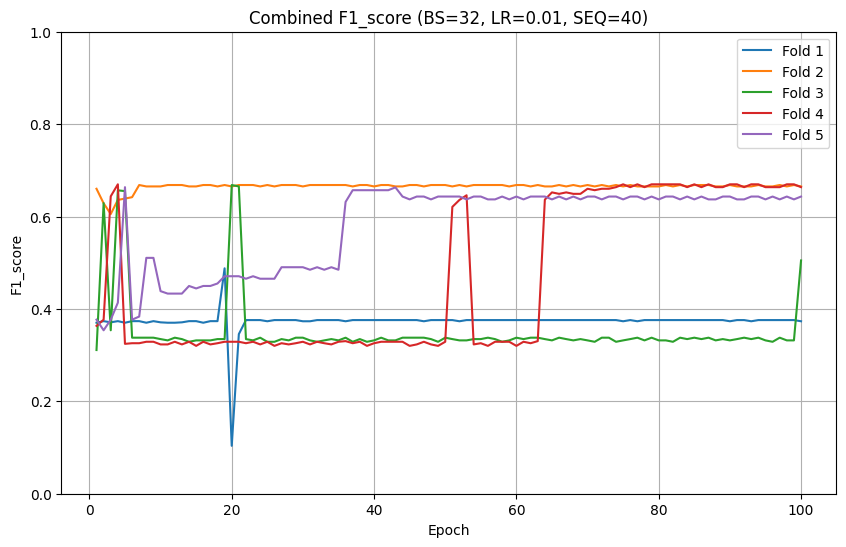 Combined F1_score (BS=32, LR=0.01, SEQ=40)
1.0
0.8
0.6
0.4
0.2
0.0
F1_score
0 20 40 60 80 100
Epoch
Fold 1
Fold 2
Fold 3
Fold 4
Fold 5